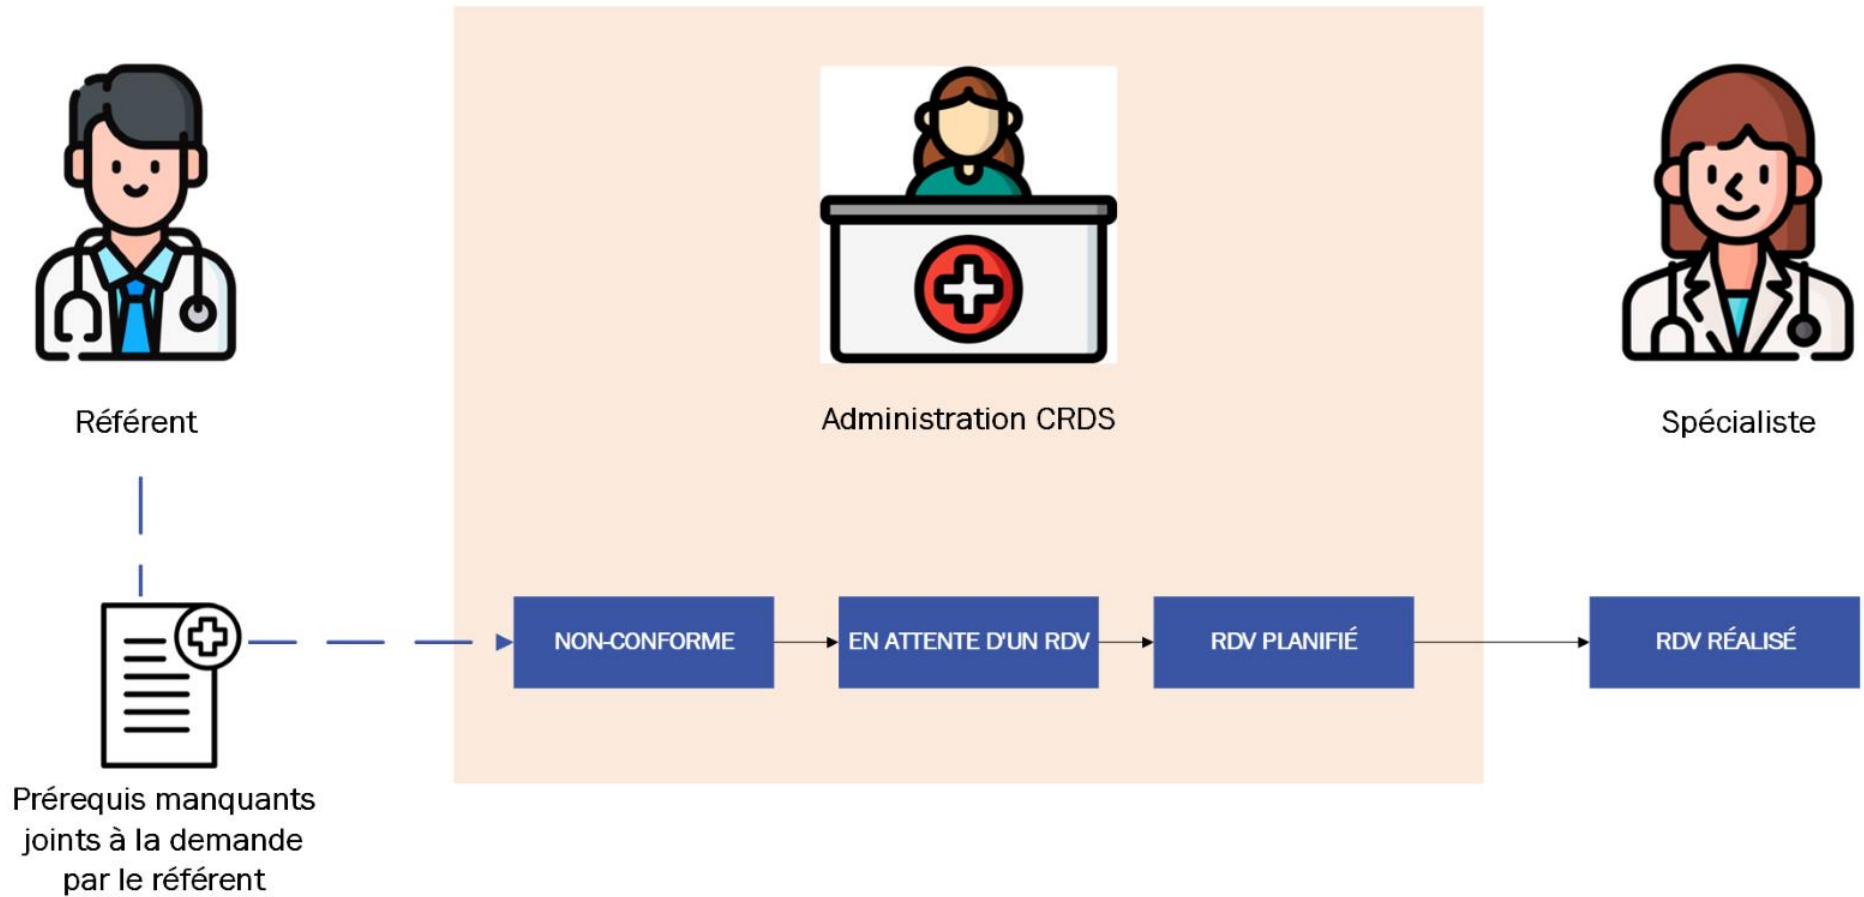 Référent
Administration CRDS
Spécialiste
NON-CONFORME
EN ATTENTE D'UN RDV
RDV PLANIFIÉ
RDV RÉALISÉ
Prérequis manquants
joints à la demande
par le référent